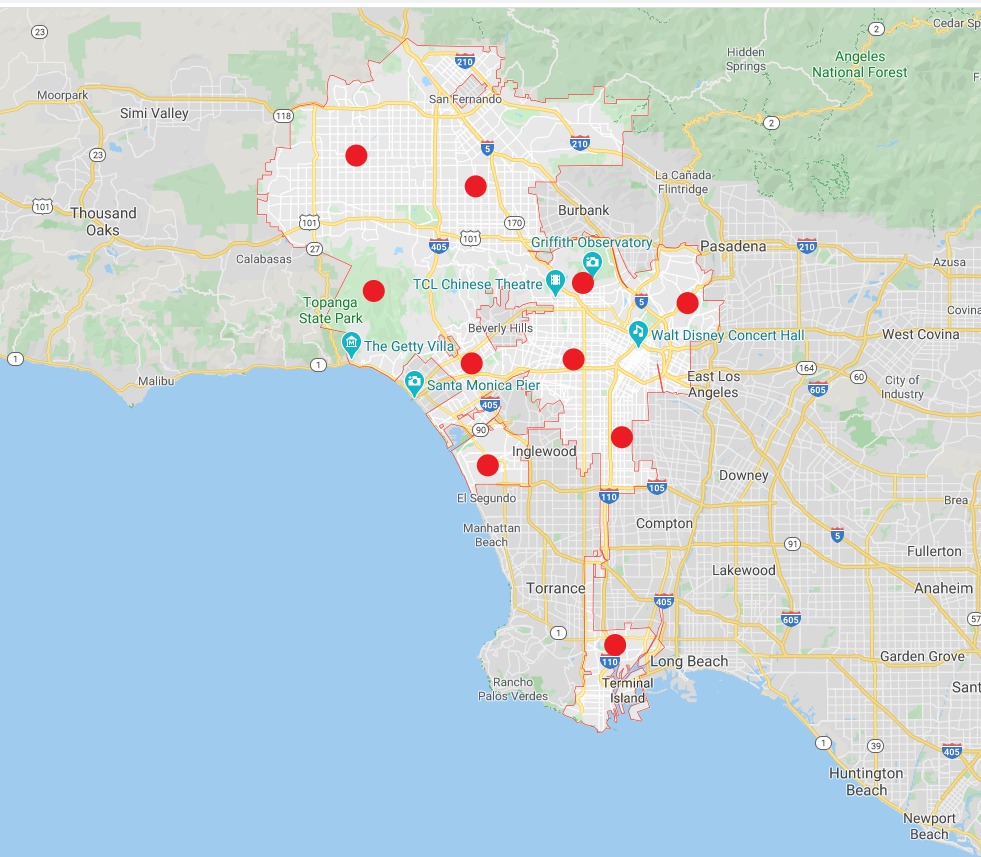 23
2
Cedar Sp
Hidden
Springs
Angeles
National Forest
210
F
Moorpark
San Fernando
Simi Valley
118
2
23
5
210
La Cañada
Flintridge
101
Thousand
Oaks
101
170
Burbank
405
101
Griffith Observatory
27
Pasadena
210
Calabasas
Azusa
TCL Chinese Theatre
Topanga
State Park
5
Covina
Beverly Hills
Walt Disney Concert Hall
West Covina
The Getty Villa
1
1
164
60
Malibu
Santa Monica Pier
East Los
Angeles
605
City of
Industry
405
90
Inglewood
Downey
El Segundo
110
105
Brea
Manhattan
Beach
Compton
5
91
Fullerton
Lakewood
Torrance
Anaheim
405
605
57
1
Garden Grove
110
Long Beach
Rancho
Palos Verdes
Terminal
Island
Sant
1
39
405
Huntington
Beach
Newport
Beach